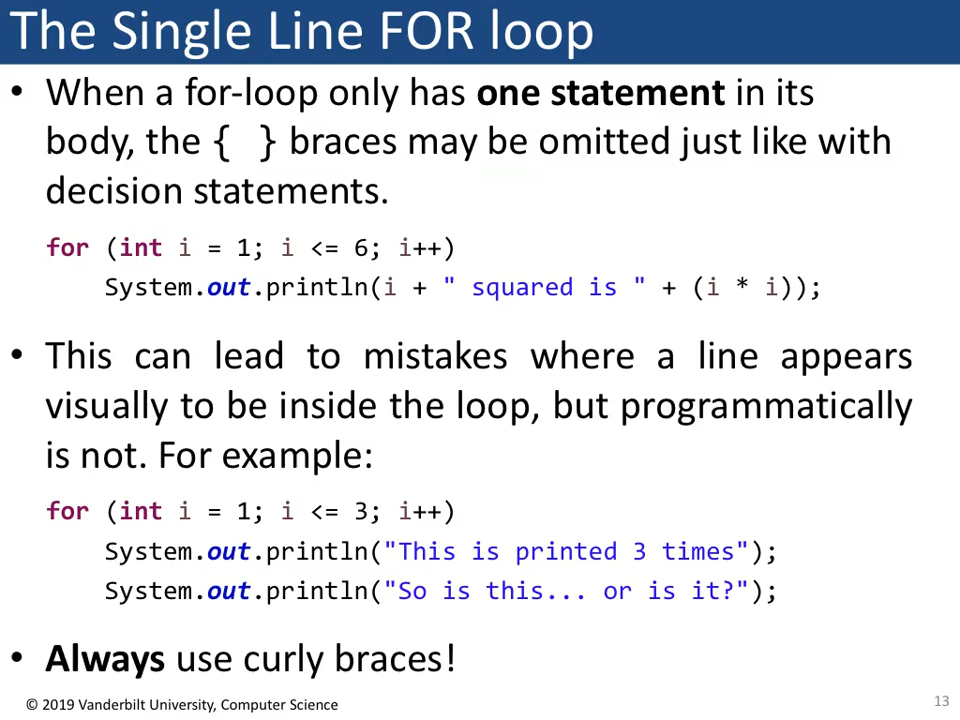 The Single Line FOR loop
• When a for-loop only has one statement in its
body, the { } braces may be omitted just like with
decision statements.
for (int i = 1; i <= 6; i++)
    System.out.println(i + " squared is " + (i * i));
• This can lead to mistakes where a line appears
visually to be inside the loop, but programmatically
is not. For example:
for (int i = 1; i <= 3; i++)
    System.out.println("This is printed 3 times");
    System.out.println("So is this... or is it?");
• Always use curly braces!
© 2019 Vanderbilt University, Computer Science
13